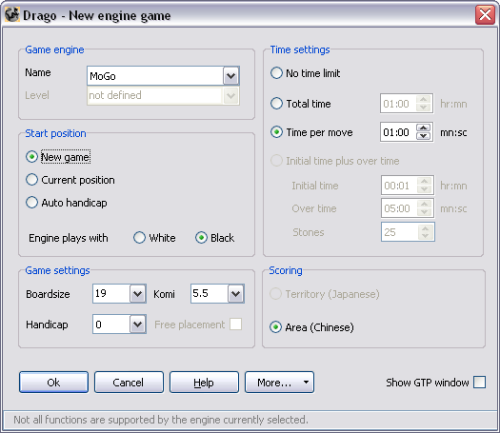 Drago - New engine game
Game engine
Name MoGo
Level not defined
Start position
New game
Current position
Auto handicap
Engine plays with White Black
Game settings
Boardsize 19 Komi 5.5
Handicap 0 Free placement
Time settings
No time limit
Total time 01:00 hr:mn
Time per move 01:00 mn:sc
Initial time plus over time
Initial time 00:01 hr:mn
Over time 05:00 mn:sc
Stones 25
Scoring
Territory (Japanese)
Area (Chinese)
Ok Cancel Help More... Show GTP window
Not all functions are supported by the engine currently selected.